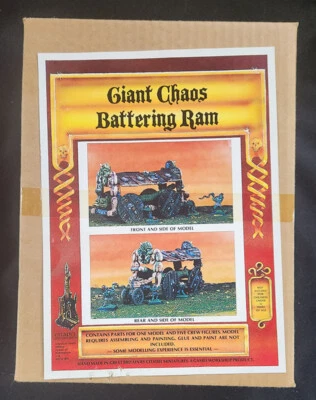 Giant Chaos
Battering Ram
FRONT AND SIDE OF MODEL
REAR AND SIDE OF MODEL
CONTAINS PARTS FOR ONE MODEL AND FIVE CREW FIGURES. MODEL
REQUIRES ASSEMBLING AND PAINTING, GLUE AND PAINT ARE NOT
INCLUDED.
— SOME MODELLING EXPERIENCE IS ESSENTIAL —